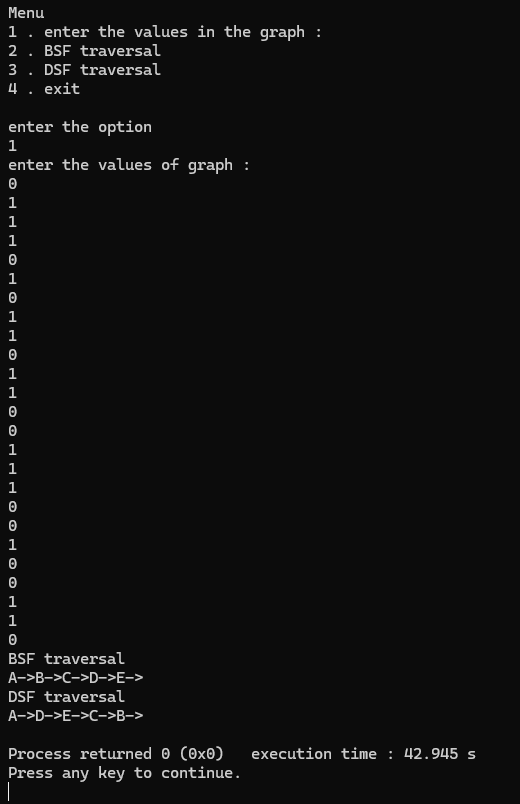 Menu
1 . enter the values in the graph :
2 . BSF traversal
3 . DSF traversal
4 . exit
enter the option
1
enter the values of graph :
0
1
1
1
0
1
0
1
1
0
1
1
0
0
1
1
1
0
0
1
0
0
1
1
0
BSF traversal
A->B->C->D->E->
DSF traversal
A->D->E->C->B->
Process returned 0 (0x0)   execution time : 42.945 s
Press any key to continue.